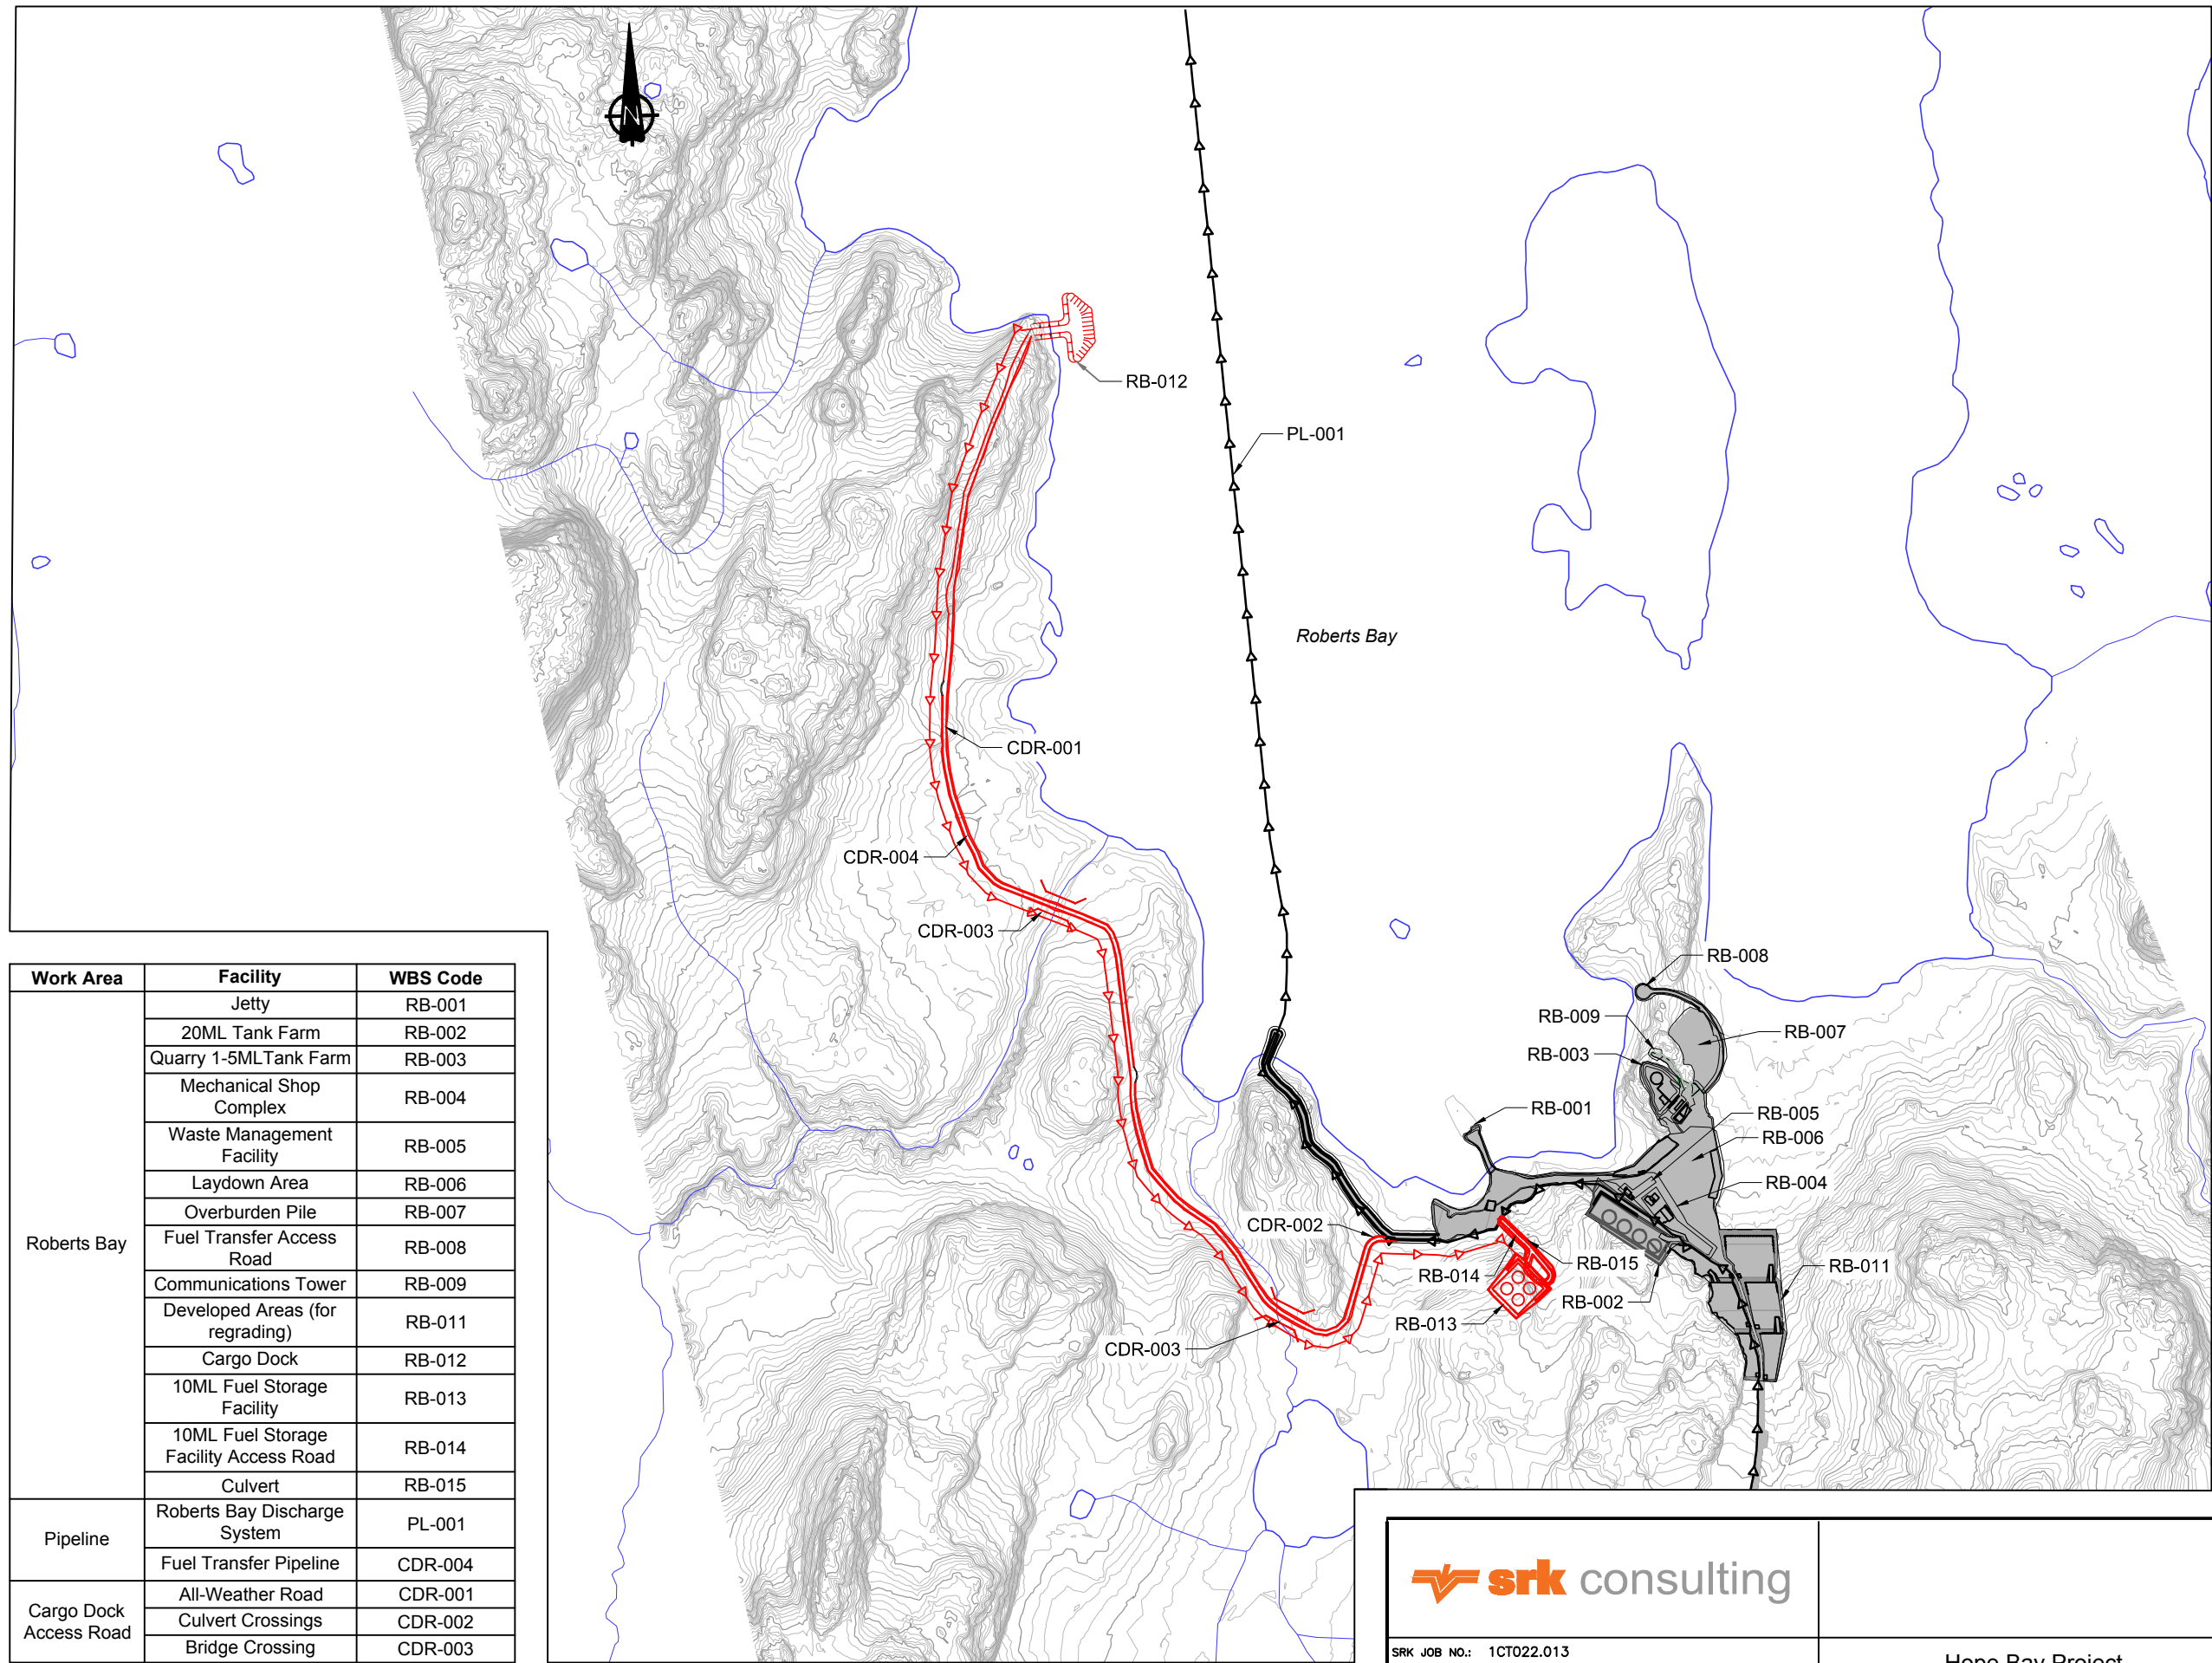 N
RB-012
PL-001
Roberts Bay
CDR-001
CDR-004
CDR-003
RB-008
RB-009
RB-007
RB-003
RB-001
RB-005
RB-006
RB-004
CDR-002
RB-014
RB-015
RB-011
RB-002
RB-013
CDR-003
Work Area Facility WBS Code
Roberts Bay
Jetty RB-001
20ML Tank Farm RB-002
Quarry 1-5MLTank Farm RB-003
Mechanical Shop
Complex RB-004
Waste Management
Facility RB-005
Laydown Area RB-006
Overburden Pile RB-007
Fuel Transfer Access
Road RB-008
Communications Tower RB-009
Developed Areas (for
regrading) RB-011
Cargo Dock RB-012
10ML Fuel Storage
Facility RB-013
10ML Fuel Storage
Facility Access Road RB-014
Culvert RB-015
Pipeline
Roberts Bay Discharge
System PL-001
Fuel Transfer Pipeline CDR-004
Cargo Dock
Access Road
All-Weather Road CDR-001
Culvert Crossings CDR-002
Bridge Crossing CDR-003
srk consulting
SRK JOB NO.: 1CT022.013
Hope Bay Project